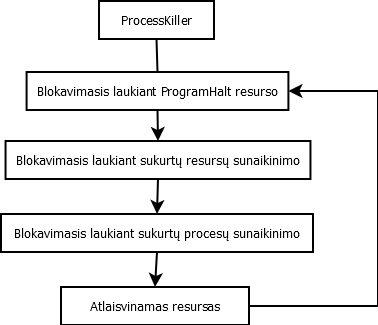 ProcessKiller
Blokavimasis laukiant ProgramHalt resurso
Blokavimasis laukiant sukurtų resursų sunaikinimo
Blokavimasis laukiant sukurtų procesų sunaikinimo
Atlaisvinamas resursas